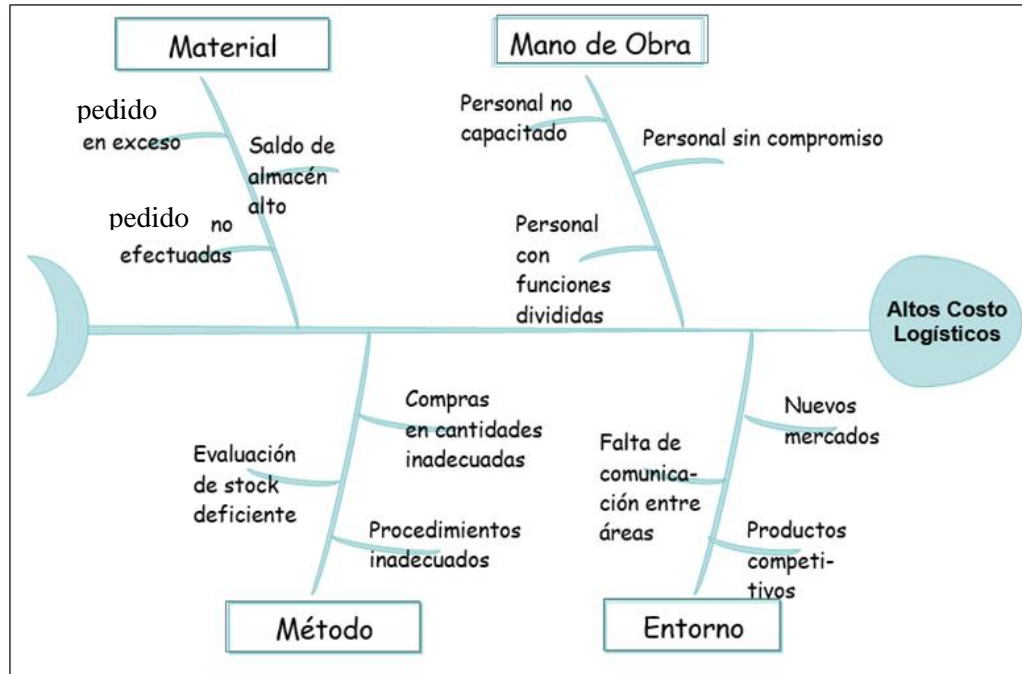 Material
pedido
en exceso
Saldo de
almacén
alto
pedido no
efectuadas
Mano de Obra
Personal no
capacitado
Personal sin compromiso
Personal
con
funciones
divididas
Altos Costo
Logísticos
Compras
en cantidades
inadecuadas
Evaluación
de stock
deficiente
Procedimientos
inadecuados
Método
Nuevos
mercados
Falta de
comunica-
ción entre
áreas
Productos
competi-
tivos
Entorno